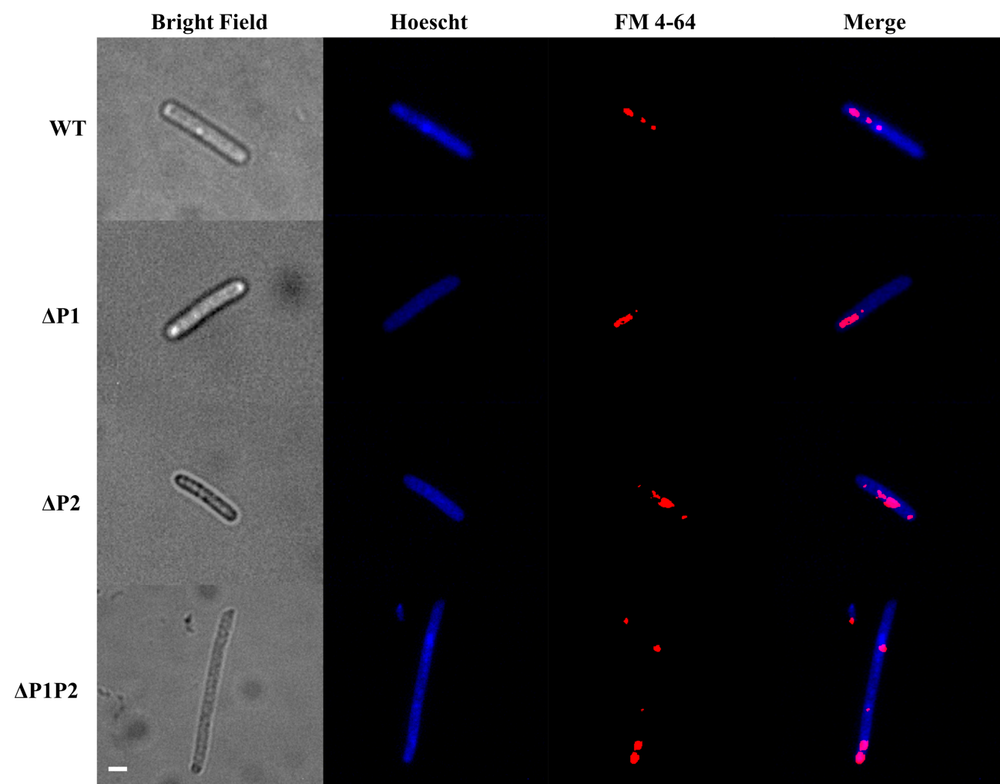 Bright Field Hoescht FM 4-64 Merge
WT
ΔP1
ΔP2
ΔP1P2